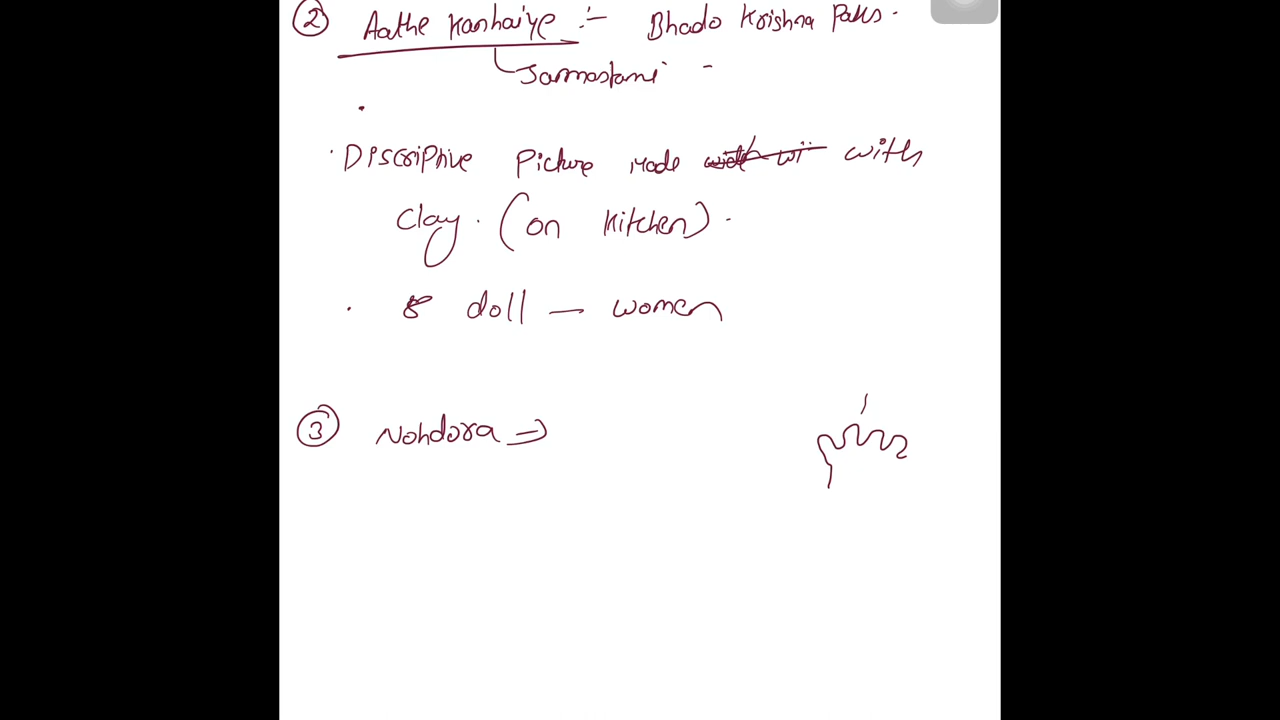 ② Aathe Kanhaiye :- Bhado Krishna Paks.
Janmastami -
. Discriptive Picture Made with
Clay. (on Kitchen).
. 8 doll — women
③ Nohdora ⇒